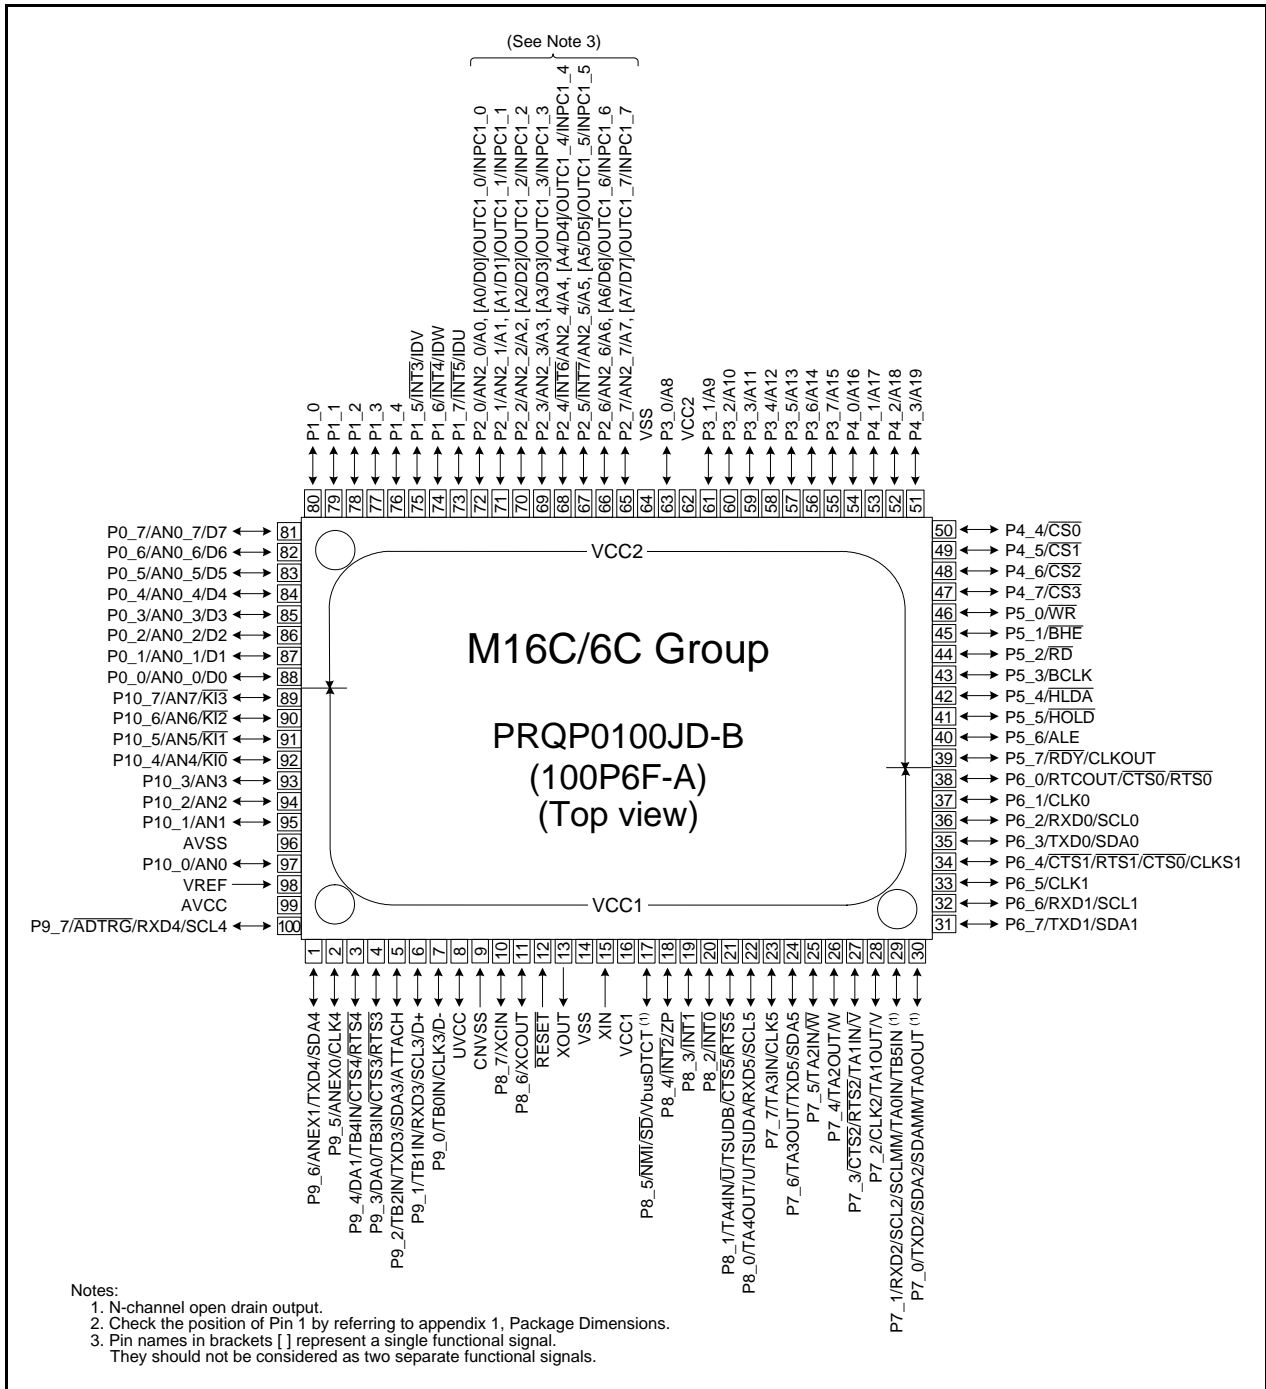 (See Note 3)
P1_0
P1_1
P1_2
P1_3
P1_4
P1_5/INT3/IDV
P1_6/INT4/IDW
P1_7/INT5/IDU
P2_0/AN2_0/A0, [A0/D0]/OUTC1_0/INPC1_0
P2_1/AN2_1/A1, [A1/D1]/OUTC1_1/INPC1_1
P2_2/AN2_2/A2, [A2/D2]/OUTC1_2/INPC1_2
P2_3/AN2_3/A3, [A3/D3]/OUTC1_3/INPC1_3
P2_4/INT6/AN2_4/A4, [A4/D4]/OUTC1_4/INPC1_4
P2_5/INT7/AN2_5/A5, [A5/D5]/OUTC1_5/INPC1_5
P2_6/AN2_6/A6, [A6/D6]/OUTC1_6/INPC1_6
P2_7/AN2_7/A7, [A7/D7]/OUTC1_7/INPC1_7
VSS
P3_0/A8
VCC2
P3_1/A9
P3_2/A10
P3_3/A11
P3_4/A12
P3_5/A13
P3_6/A14
P3_7/A15
P4_0/A16
P4_1/A17
P4_2/A18
P4_3/A19
80 79 78 77 76 75 74 73 72 71 70 69 68 67 66 65 64 63 62 61 60 59 58 57 56 55 54 53 52 51
P0_7/AN0_7/D7 81
P0_6/AN0_6/D6 82
P0_5/AN0_5/D5 83
P0_4/AN0_4/D4 84
P0_3/AN0_3/D3 85
P0_2/AN0_2/D2 86
P0_1/AN0_1/D1 87
P0_0/AN0_0/D0 88
P10_7/AN7/KI3 89
P10_6/AN6/KI2 90
P10_5/AN5/KI1 91
P10_4/AN4/KI0 92
P10_3/AN3 93
P10_2/AN2 94
P10_1/AN1 95
AVSS 96
P10_0/AN0 97
VREF 98
AVCC 99
P9_7/ADTRG/RXD4/SCL4 100
VCC2
M16C/6C Group
PRQP0100JD-B
(100P6F-A)
(Top view)
VCC1
50 P4_4/CS0
49 P4_5/CS1
48 P4_6/CS2
47 P4_7/CS3
46 P5_0/WR
45 P5_1/BHE
44 P5_2/RD
43 P5_3/BCLK
42 P5_4/HLDA
41 P5_5/HOLD
40 P5_6/ALE
39 P5_7/RDY/CLKOUT
38 P6_0/RTCOUT/CTS0/RTS0
37 P6_1/CLK0
36 P6_2/RXD0/SCL0
35 P6_3/TXD0/SDA0
34 P6_4/CTS1/RTS1/CTS0/CLKS1
33 P6_5/CLK1
32 P6_6/RXD1/SCL1
31 P6_7/TXD1/SDA1
1 2 3 4 5 6 7 8 9 10 11 12 13 14 15 16 17 18 19 20 21 22 23 24 25 26 27 28 29 30
P9_6/ANEX1/TXD4/SDA4
P9_5/ANEX0/CLK4
P9_4/DA1/TB4IN/CTS4/RTS4
P9_3/DA0/TB3IN/CTS3/RTS3
P9_2/TB2IN/TXD3/SDA3/ATTACH
P9_1/TB1IN/RXD3/SCL3/D+
P9_0/TB0IN/CLK3/D-
UVCC
CNVSS
P8_7/XCIN
P8_6/XCOUT
RESET
XOUT
VSS
XIN
VCC1
P8_5/NMI/SD/VbusDTCT (1)
P8_4/INT2/ZP
P8_3/INT1
P8_2/INT0
P8_1/TA4IN/U/TSUDB/CTS5/RTS5
P8_0/TA4OUT/U/TSUDA/RXD5/SCL5
P7_7/TA3IN/CLK5
P7_6/TA3OUT/TXD5/SDA5
P7_5/TA2IN/W
P7_4/TA2OUT/W
P7_3/CTS2/RTS2/TA1IN/V
P7_2/CLK2/TA1OUT/V
P7_1/RXD2/SCL2/SCLMM/TA0IN/TB5IN (1)
P7_0/TXD2/SDA2/SDAMM/TA0OUT (1)
Notes:
1. N-channel open drain output.
2. Check the position of Pin 1 by referring to appendix 1, Package Dimensions.
3. Pin names in brackets [ ] represent a single functional signal.
They should not be considered as two separate functional signals.